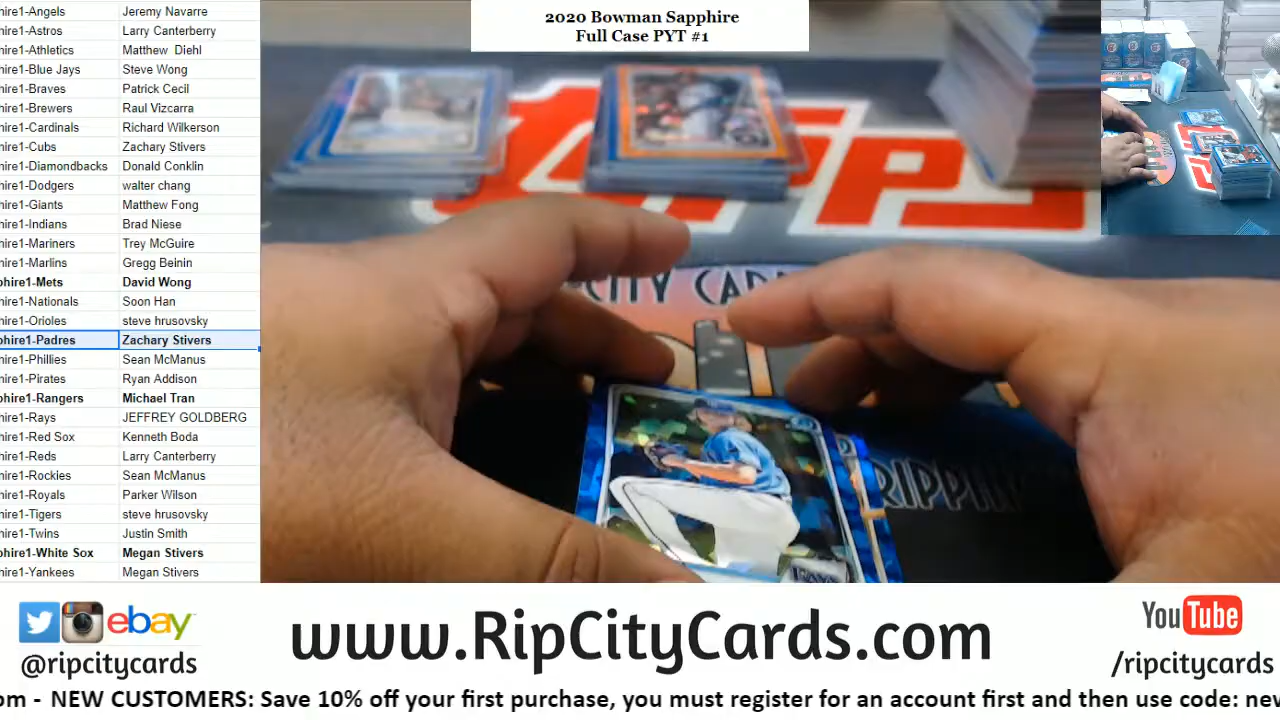 2020 Bowman Sapphire
Full Case PYT #1
hire1-Angels Jeremy Navarre
hire1-Astros Larry Canterberry
hire1-Athletics Matthew Diehl
hire1-Blue Jays Steve Wong
hire1-Braves Patrick Cecil
hire1-Brewers Raul Vizcarra
hire1-Cardinals Richard Wilkerson
hire1-Cubs Zachary Stivers
hire1-Diamondbacks Donald Conklin
hire1-Dodgers walter chang
hire1-Giants Matthew Fong
hire1-Indians Brad Niese
hire1-Mariners Trey McGuire
hire1-Marlins Gregg Beinin
phire1-Mets David Wong
hire1-Nationals Soon Han
hire1-Orioles steve hrusovsky
phire1-Padres Zachary Stivers
hire1-Phillies Sean McManus
hire1-Pirates Ryan Addison
phire1-Rangers Michael Tran
hire1-Rays JEFFREY GOLDBERG
hire1-Red Sox Kenneth Boda
hire1-Reds Larry Canterberry
hire1-Rockies Sean McManus
hire1-Royals Parker Wilson
hire1-Tigers steve hrusovsky
hire1-Twins Justin Smith
phire1-White Sox Megan Stivers
hire1-Yankees Megan Stivers
CITY CAR
RIPPIN
RAYS
ebay
@ripcitycards
www.RipCityCards.com
YouTube
/ripcitycards
om - NEW CUSTOMERS: Save 10% off your first purchase, you must register for an account first and then use code: nev